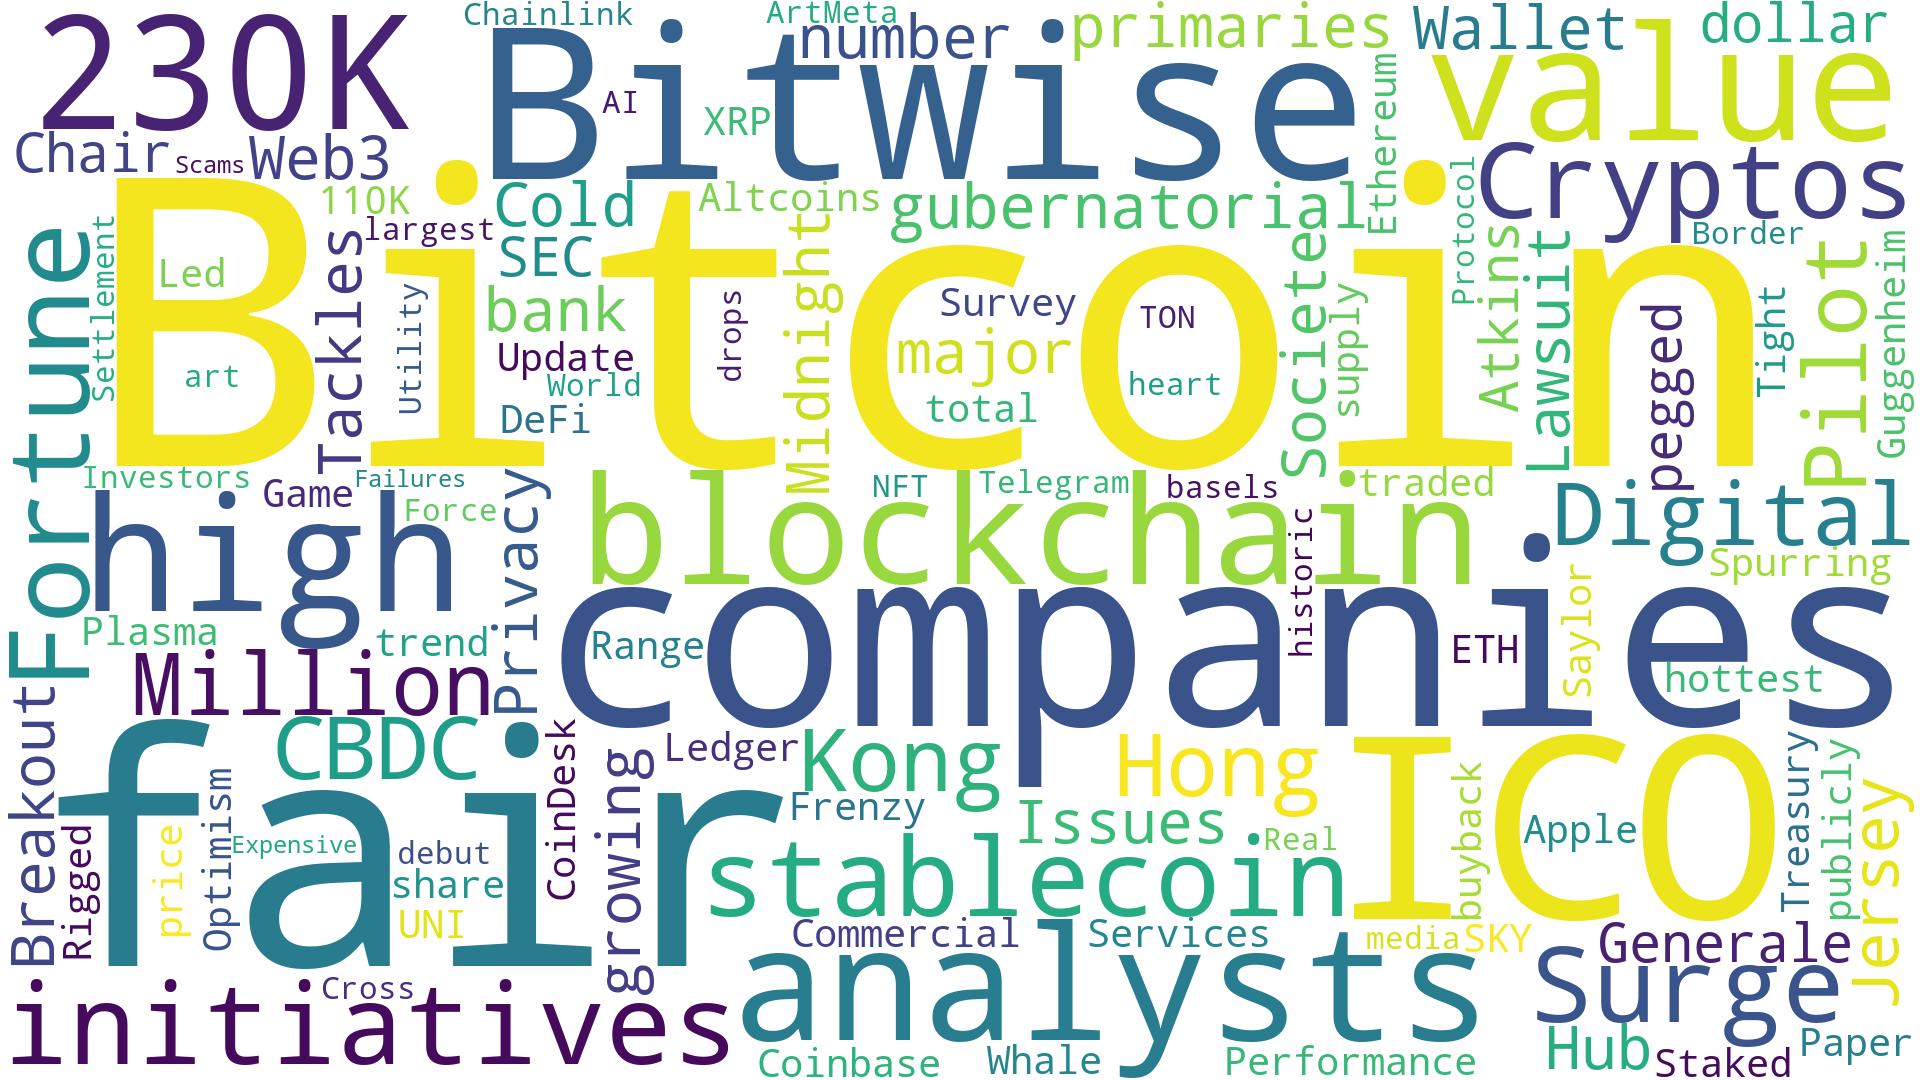 Chainlink
ArtMeta
230K
Bitwise
number
primaries
Wallet
dollar
value
AI
XRP
Ethereum
Chair
Scams
Web3
Cryptos
Bitcoin
110K
largest
Cold
Altcoins
gubernatorial
Protocol
Border
Fortune
Settlement
Led
Tackles
SEC
Midnight
Societe
Atkins
Lawsuit
Pilot
Guggenheim
Utility
bank
drops
Survey
TON
supply
pegged
Tight
art
Update
World
major
heart
DeFi
total
Investors
Game
Failures
Force
Privacy
blockchain
NFT
Telegram
basels
traded
Digital
high
historic
Spurring
Plasma
trend
companies
Range
ETH
Saylor
hottest
Million
Breakout
fair
CBDC
CoinDesk
growing
Ledger
Kong
Hong
ICO
Treasury
publicly
Jersey
Rigged
price
Optimism
Expensive
debut
share
UNI
Frenzy
Issues
Real
buyback
Apple
stablecoin
Commercial
Services
media
SKY
Generale
initiatives
Cross
analysts
Surge
Coinbase
Whale
Performance
Hub
Staked
Paper